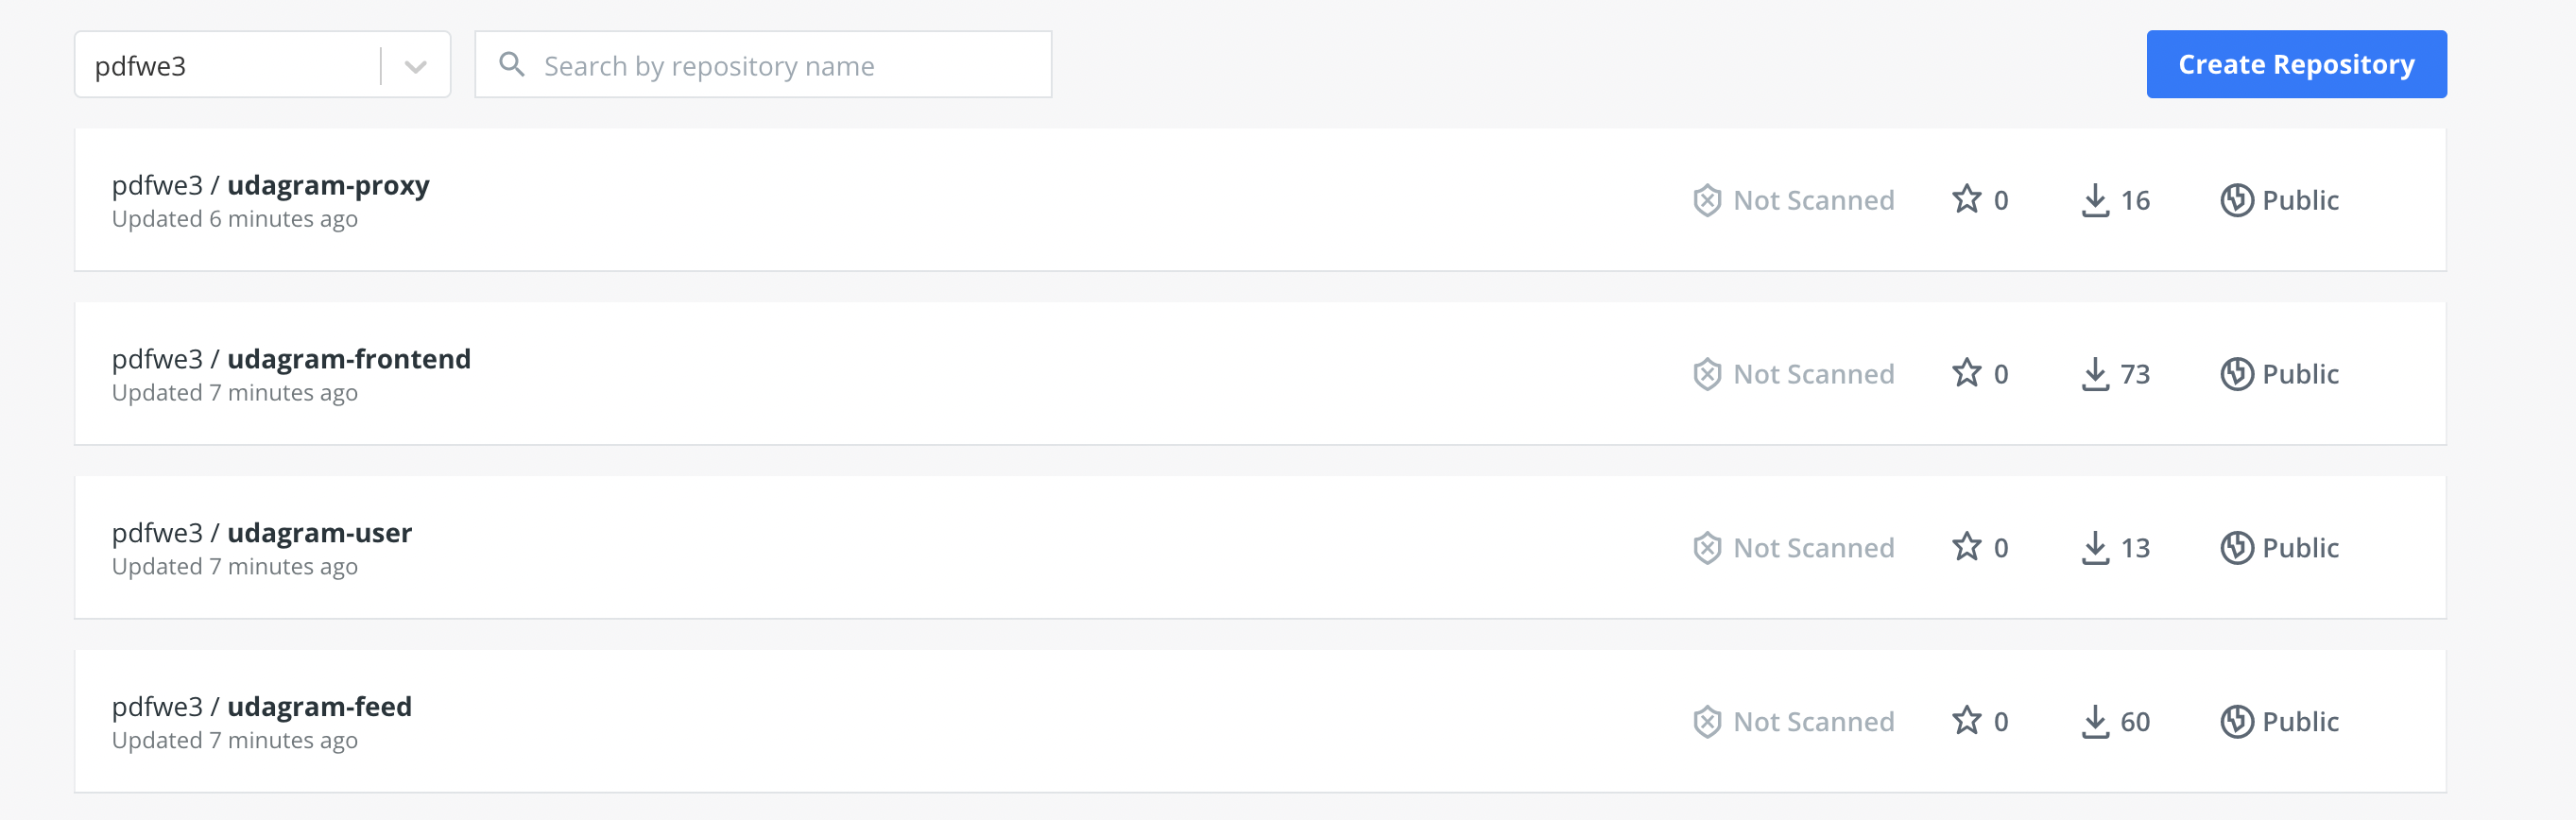 pdfwe3
Search by repository name
Create Repository
pdfwe3 / udagram-proxy
Updated 6 minutes ago
Not Scanned
0
16
Public
pdfwe3 / udagram-frontend
Updated 7 minutes ago
Not Scanned
0
73
Public
pdfwe3 / udagram-user
Updated 7 minutes ago
Not Scanned
0
13
Public
pdfwe3 / udagram-feed
Updated 7 minutes ago
Not Scanned
0
60
Public